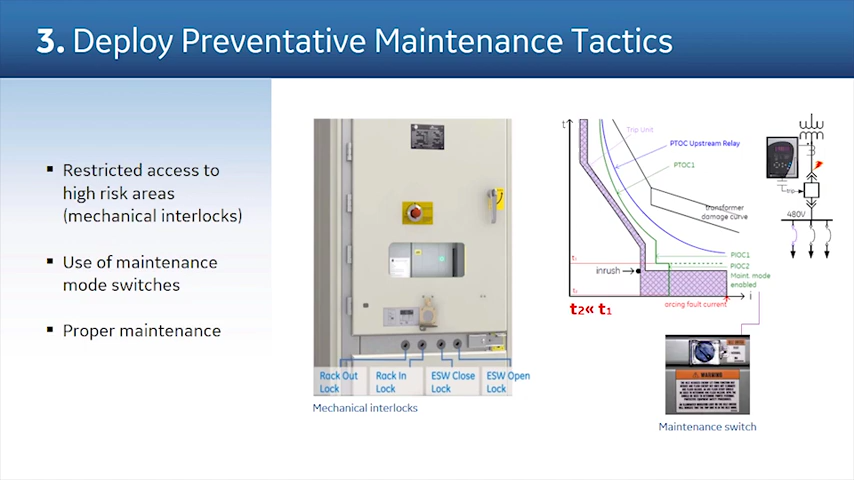 3. Deploy Preventative Maintenance Tactics
Restricted access to
high risk areas
(mechanical interlocks)
Use of maintenance
mode switches
Proper maintenance
Rack Out
Lock
Rack In
Lock
ESW Close
Lock
ESW Open
Lock
Mechanical interlocks
t
Trip Unit
PTOC Upstream Relay
PTOC1
transformer
damage curve
PIOC1
PIOC2
Maint. mode
enabled
t₁
inrush
t₂
arcing fault current
i
t₂« t₁
trip
480V
WARNING
Maintenance switch